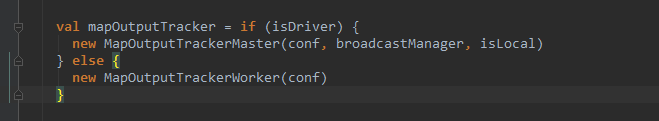 val mapOutputTracker = if (isDriver) {
new MapOutputTrackerMaster(conf, broadcastManager, isLocal)
} else {
new MapOutputTrackerWorker(conf)
}